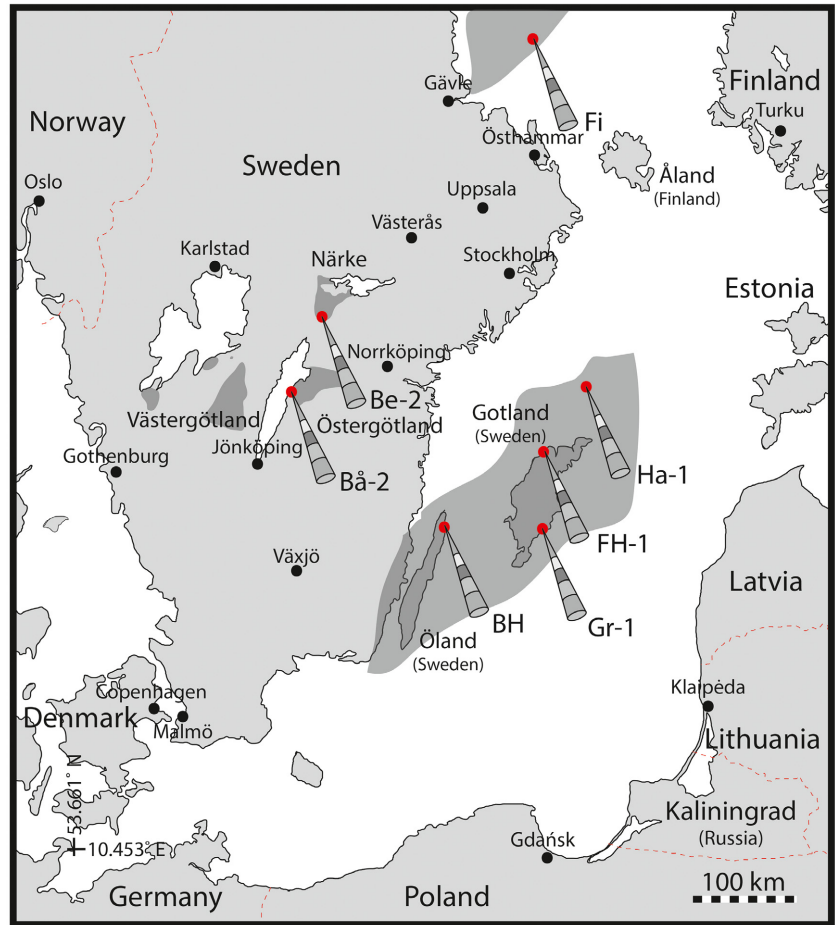 Gävle
Finland
Turku
Norway
Fi
Östhammar
Sweden
Oslo
Åland
(Finland)
Uppsala
Västerås
Karlstad
Närke
Stockholm
Estonia
Norrköping
Be-2
Västergötland
Östergötland
Gotland
(Sweden)
Jönköping
Gothenburg
Bå-2
Ha-1
FH-1
Växjö
Latvia
BH
Gr-1
Öland
(Sweden)
Klaipėda
Copenhagen
Denmark
Malmö
Lithuania
53.661° N
10.453° E
Kaliningrad
(Russia)
Gdańsk
100 km
Germany
Poland